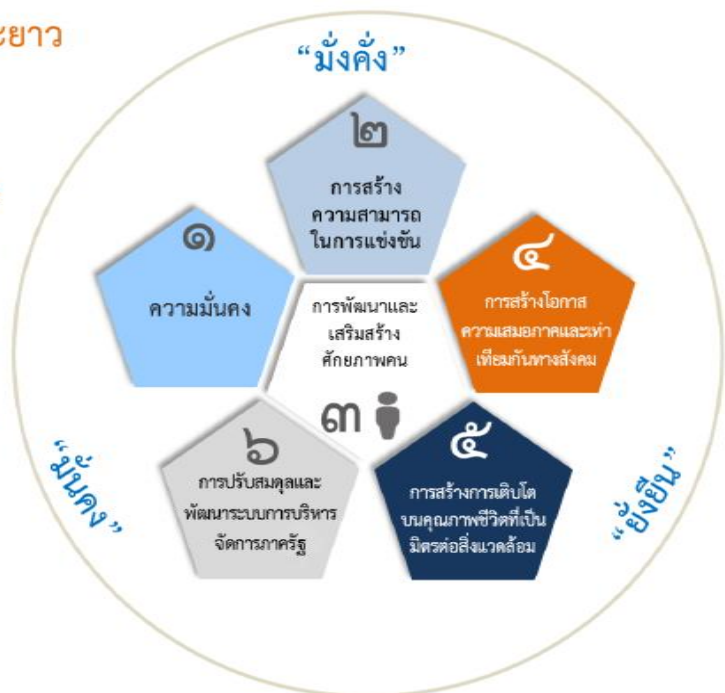 ะยาว
“มั่งคั่ง”
๒
การสร้าง
ความสามารถ
ในการแข่งขัน
๑
ความมั่นคง
๔
การสร้างโอกาส
ความเสมอภาคและเท่า
เทียมกันทางสังคม
การพัฒนาและ
เสริมสร้าง
ศักยภาพคน
๓
๖
การปรับสมดุลและ
พัฒนาระบบการบริหาร
จัดการภาครัฐ
๕
การสร้างการเติบโต
บนคุณภาพชีวิตที่เป็น
มิตรต่อสิ่งแวดล้อม
“มั่นคง”
“ยั่งยืน”